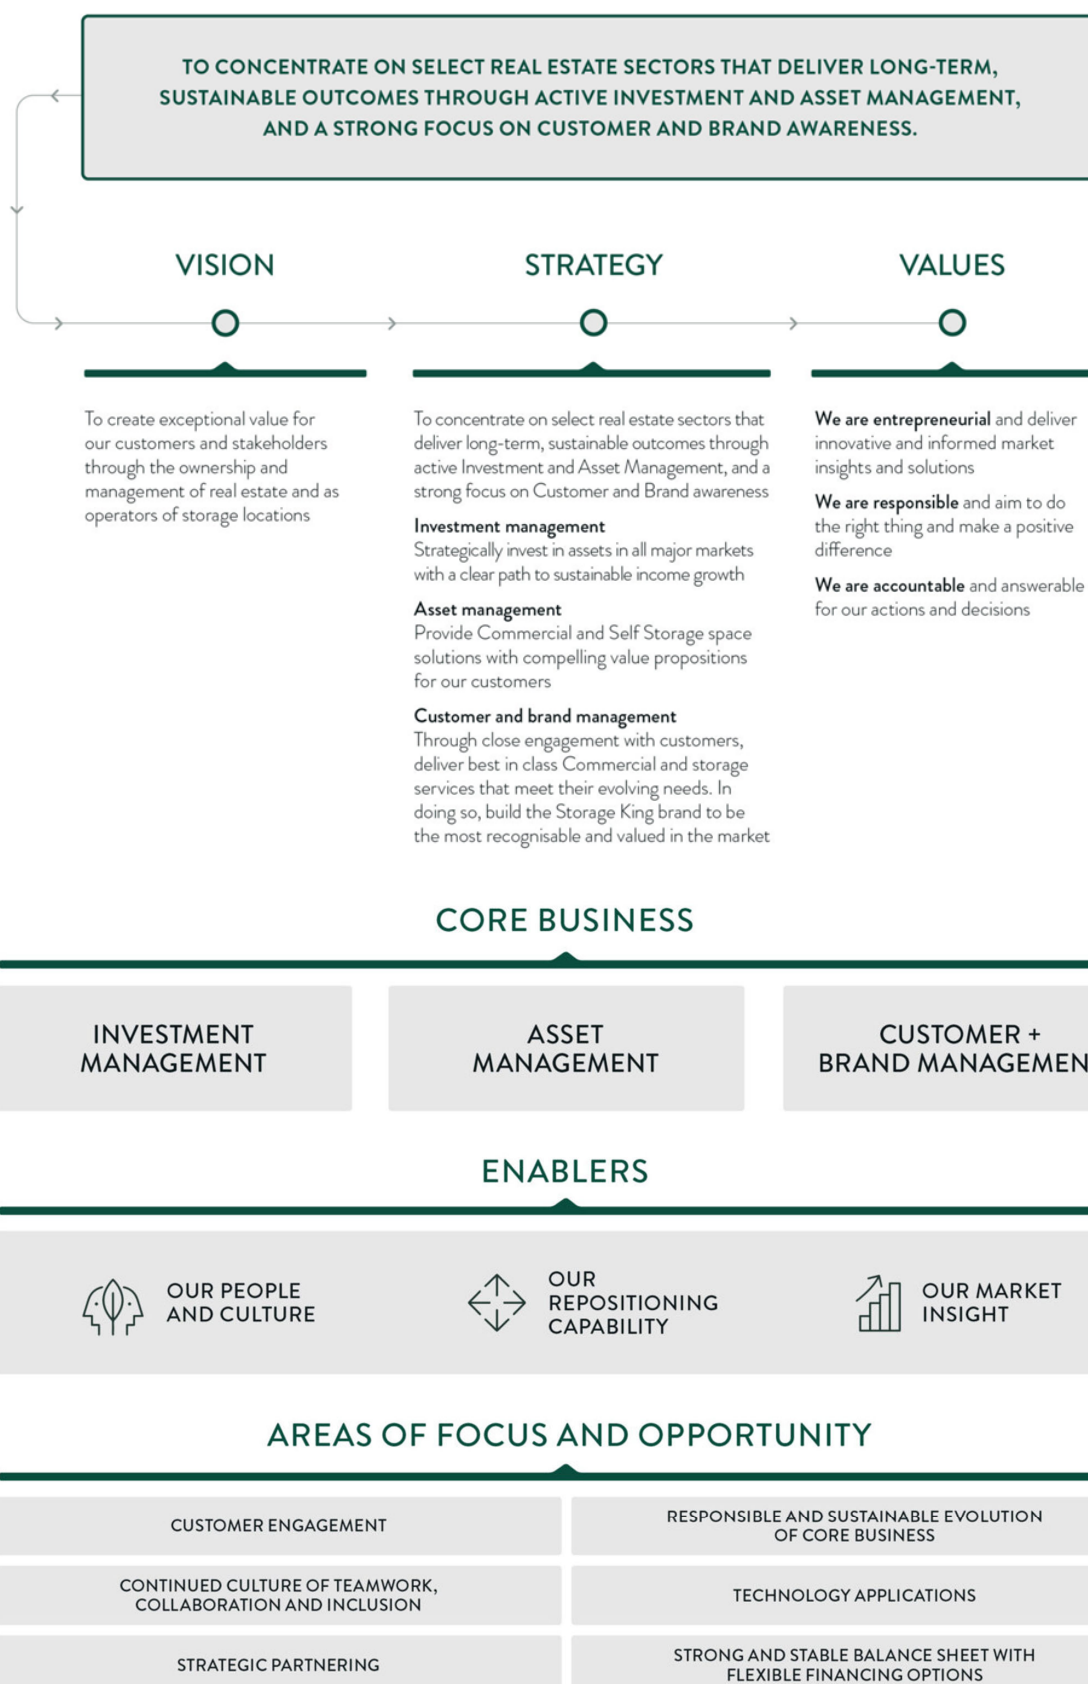 TO CONCENTRATE ON SELECT REAL ESTATE SECTORS THAT DELIVER LONG-TERM,
SUSTAINABLE OUTCOMES THROUGH ACTIVE INVESTMENT AND ASSET MANAGEMENT,
AND A STRONG FOCUS ON CUSTOMER AND BRAND AWARENESS.
VISION
To create exceptional value for
our customers and stakeholders
through the ownership and
management of real estate and as
operators of storage locations
STRATEGY
To concentrate on select real estate sectors that
deliver long-term, sustainable outcomes through
active Investment and Asset Management, and a
strong focus on Customer and Brand awareness
Investment management
Strategically invest in assets in all major markets
with a clear path to sustainable income growth
Asset management
Provide Commercial and Self Storage space
solutions with compelling value propositions
for our customers
Customer and brand management
Through close engagement with customers,
deliver best in class Commercial and storage
services that meet their evolving needs. In
doing so, build the Storage King brand to be
the most recognisable and valued in the market
VALUES
We are entrepreneurial and deliver
innovative and informed market
insights and solutions
We are responsible and aim to do
the right thing and make a positive
difference
We are accountable and answerable
for our actions and decisions
CORE BUSINESS
INVESTMENT
MANAGEMENT
ASSET
MANAGEMENT
CUSTOMER +
BRAND MANAGEMEN
ENABLERS
OUR PEOPLE
AND CULTURE
OUR
REPOSITIONING
CAPABILITY
OUR MARKET
INSIGHT
AREAS OF FOCUS AND OPPORTUNITY
CUSTOMER ENGAGEMENT
RESPONSIBLE AND SUSTAINABLE EVOLUTION
OF CORE BUSINESS
CONTINUED CULTURE OF TEAMWORK,
COLLABORATION AND INCLUSION
TECHNOLOGY APPLICATIONS
STRATEGIC PARTNERING
STRONG AND STABLE BALANCE SHEET WITH
FLEXIBLE FINANCING OPTIONS